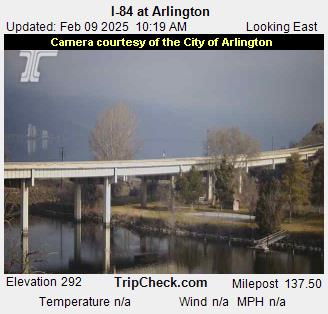 I-84 at Arlington
Updated: Feb 09 2025 10:19 AM Looking East
Camera courtesy of the City of Arlington
Elevation 292 TripCheck.com Milepost 137.50
Temperature n/a Wind n/a MPH n/a